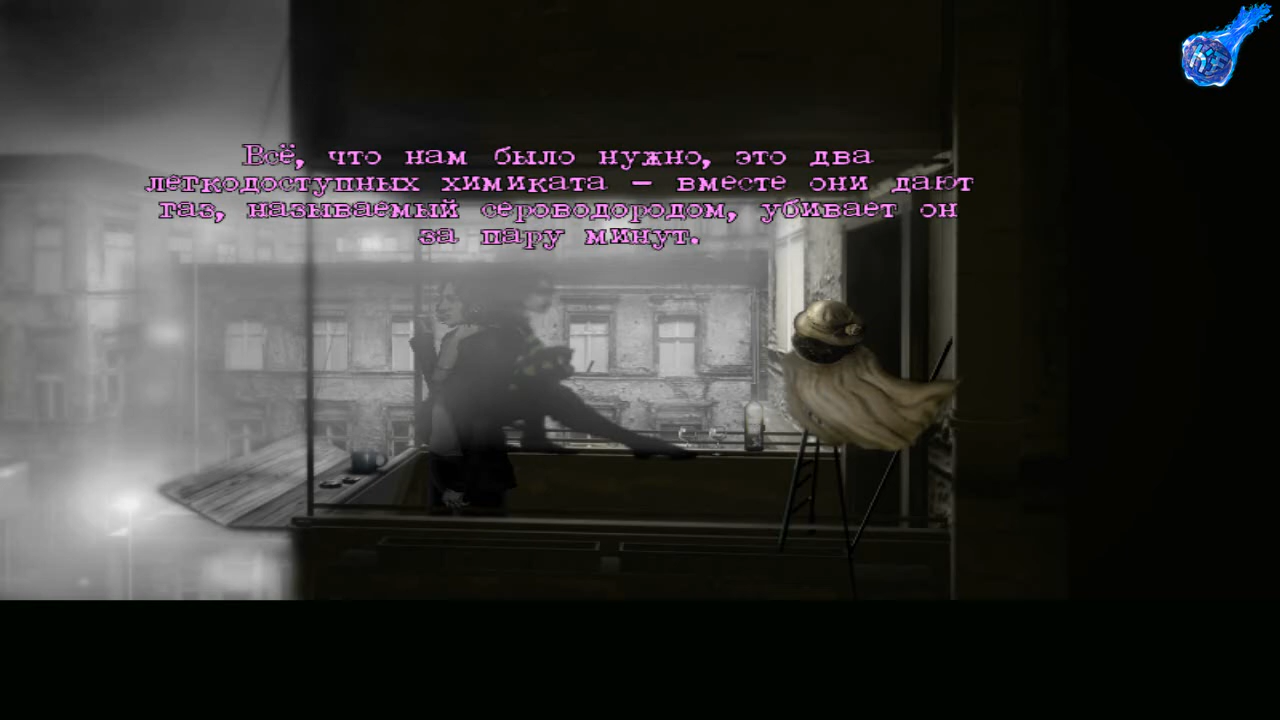 Всё, что нам было нужно, это два
легкодоступных химиката — вместе они дают
газ, называемый сероводородом, убивает он
за пару минут.